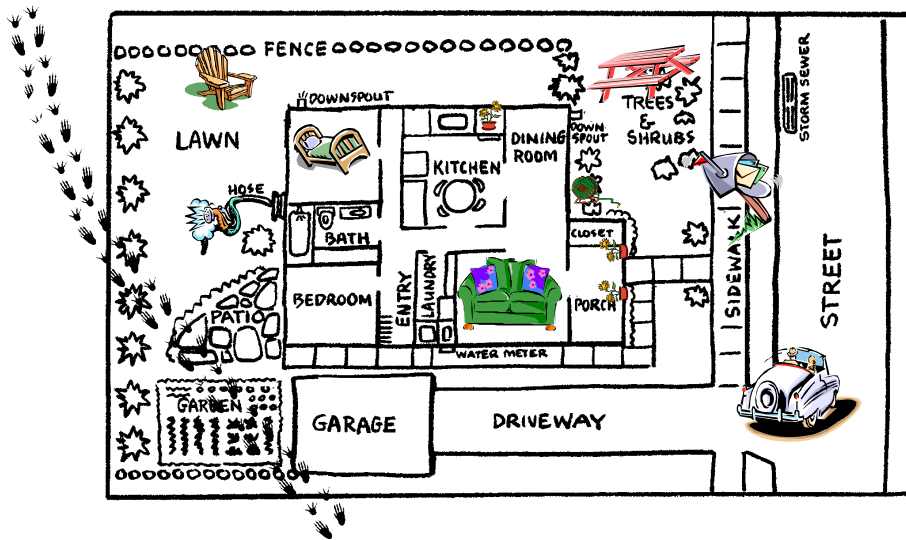 FENCE
DOWNSPOUT
LAWN
TREES
&
SHRUBS
STORM SEWER
DINING
ROOM
DOWN
SPOUT
KITCHEN
HOSE
BATH
CLOSET
SIDEWALK
STREET
BEDROOM
ENTRY
LAUNDRY
PORCH
PATIO
WATER METER
GARDEN
GARAGE
DRIVEWAY